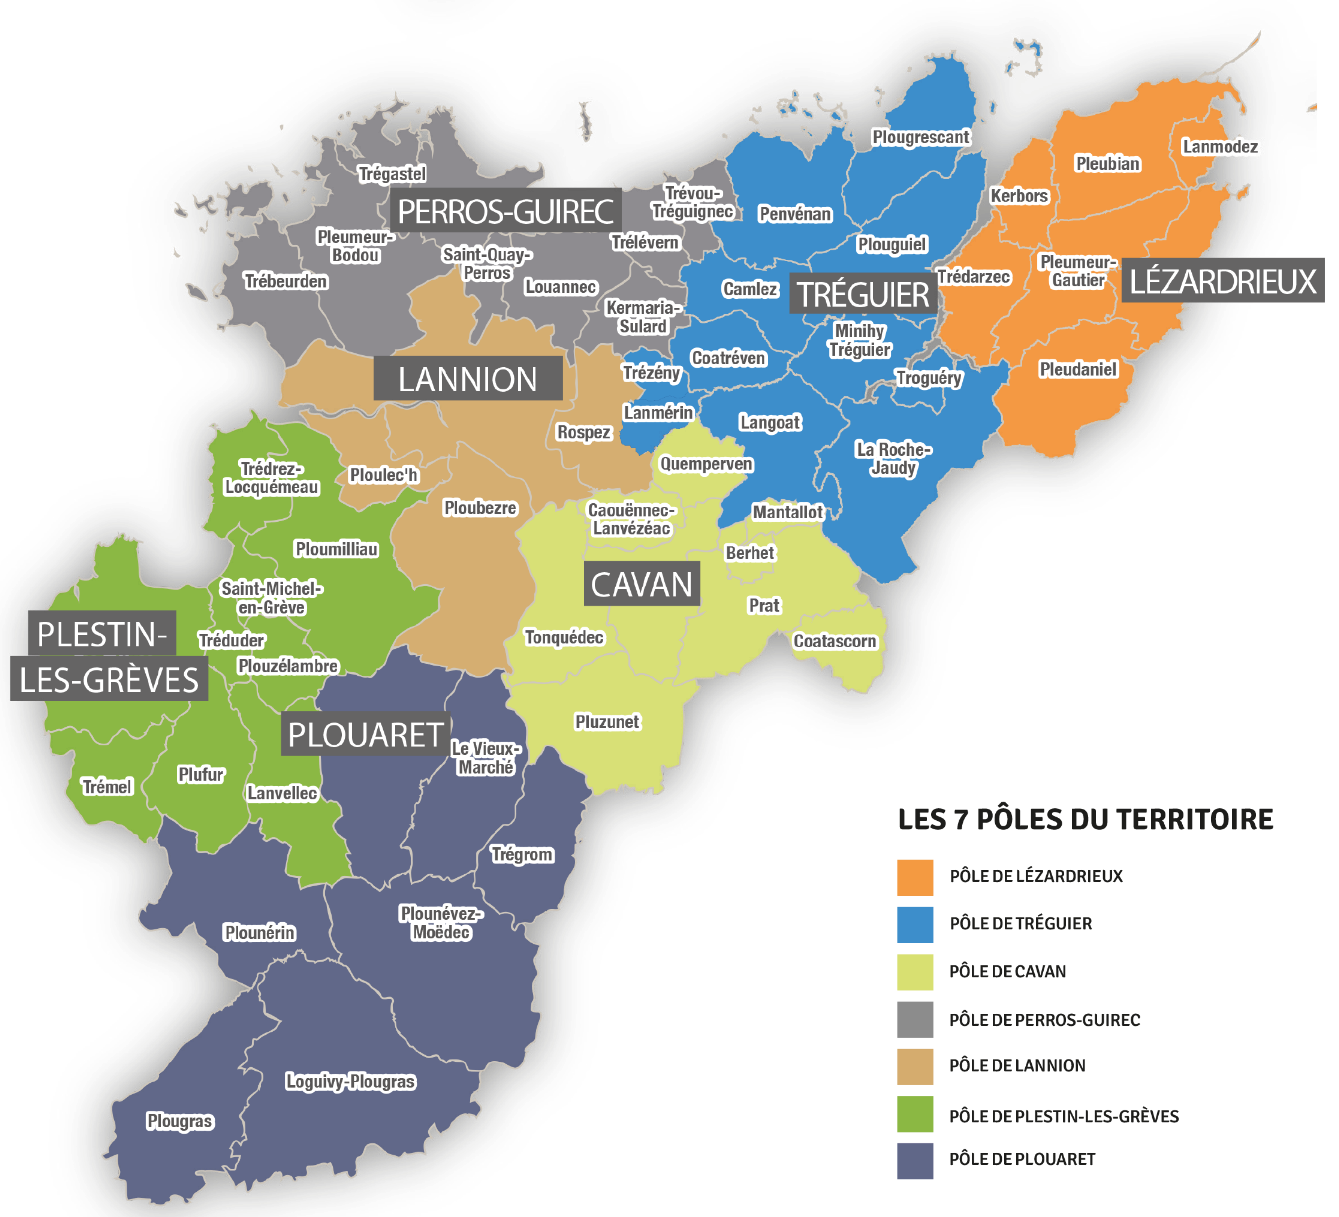 Plougrescant
Lanmodez
Pleubian
Trégastel
Kerbors
Trévou-
Tréguignec
PERROS-GUIREC
Penvénan
Pleumeur-
Bodou
Trélévern
Plouguiel
Saint-Quay-
Perros
Pleumeur-
Gautier
Trébeurden
Louannec
Camlez
TRÉGUIER
Trédarzec
LÉZARDRIEUX
Kermaria-
Sulard
Minihy
Tréguier
Coatréven
LANNION
Trézény
Troguéry
Pleudaniel
Lanmérin
Rospez
Langoat
La Roche-
Jaudy
Trédrez-
Locquémeau
Ploulec'h
Quemperven
Ploubezre
Caouënnec-
Lanvézéac
Mantallot
Ploumilliau
Berhet
CAVAN
Saint-Michel-
en-Grève
Prat
PLESTIN-
LES-GRÈVES
Tréduder
Tonquédec
Coatascorn
Plouzélambre
PLOUARET
Pluzunet
Le Vieux-
Marché
Trémel
Plufur
Lanvellec
Trégrom
Plounérin
Plounévez-
Moëdec
Loguivy-Plougras
Plougras
LES 7 PÔLES DU TERRITOIRE
PÔLE DE LÉZARDRIEUX
PÔLE DE TRÉGUIER
PÔLE DE CAVAN
PÔLE DE PERROS-GUIREC
PÔLE DE LANNION
PÔLE DE PLESTIN-LES-GRÈVES
PÔLE DE PLOUARET